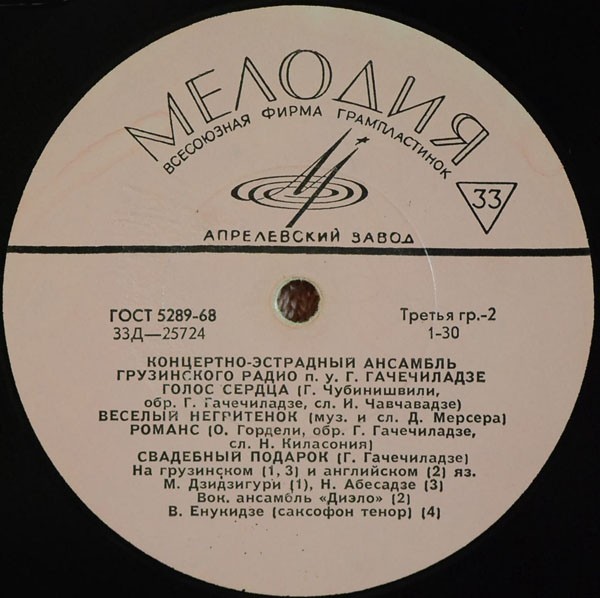 МЕЛОДИЯ
ВСЕСОЮЗНАЯ ФИРМА ГРАМПЛАСТИНОК
33
АПРЕЛЕВСКИЙ ЗАВОД
ГОСТ 5289-68 Третья гр.-2
33Д—25724 1-30
КОНЦЕРТНО-ЭСТРАДНЫЙ АНСАМБЛЬ
ГРУЗИНСКОГО РАДИО п. у. Г. ГАЧЕЧИЛАДЗЕ
ГОЛОС СЕРДЦА (Г. Чубинишвили,
обр. Г. Гачечиладзе, сл. И. Чавчавадзе)
ВЕСЕЛЫЙ НЕГРИТЕНОК (муз. и сл. Д. Мерсера)
РОМАНС (О. Гордели, обр. Г. Гачечиладзе,
сл. Н. Киласония)
СВАДЕБНЫЙ ПОДАРОК (Г. Гачечиладзе)
На грузинском (1, 3) и английском (2) яз.
М. Дзидзигури (1), Н. Абесадзе (3)
Вок. ансамбль «Диэло» (2)
В. Енукидзе (саксофон тенор) (4)